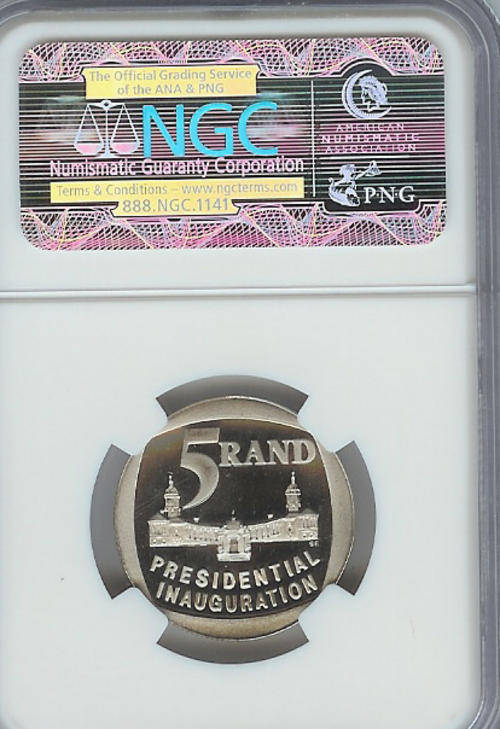 The Official Grading Service
of the ANA & PNG
NGC
Numismatic Guaranty Corporation
Terms & Conditions – www.ngcterms.com
888.NGC.1141
AMERICAN
NUMISMATIC
ASSOCIATION
PNG
5 RAND
PRESIDENTIAL
INAUGURATION